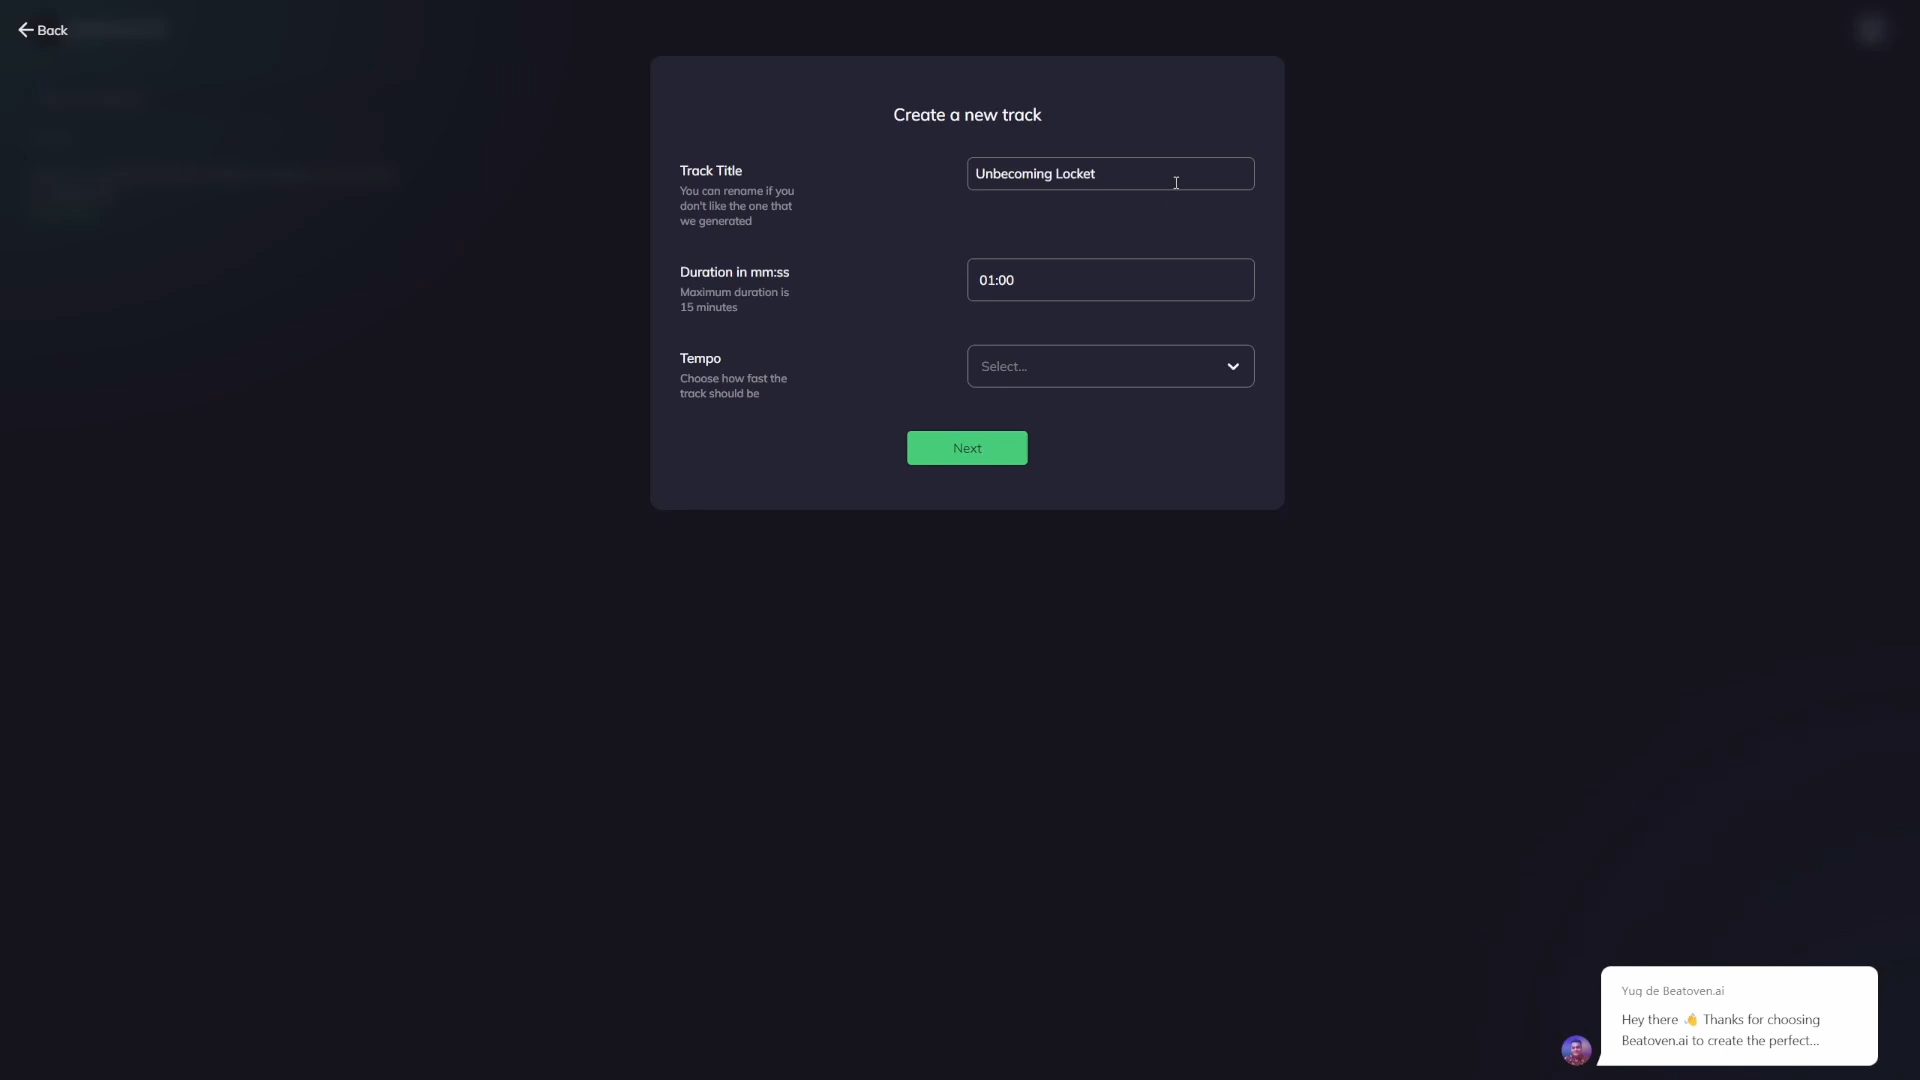 Back
Create a new track
Track Title
You can rename if you
don't like the one that
we generated
Unbecoming Locket
Duration in mm:ss
Maximum duration is
15 minutes
01:00
Tempo
Choose how fast the
track should be
Select...
Next
Yug de Beatoven.ai
Hey there 👋 Thanks for choosing
Beatoven.ai to create the perfect...